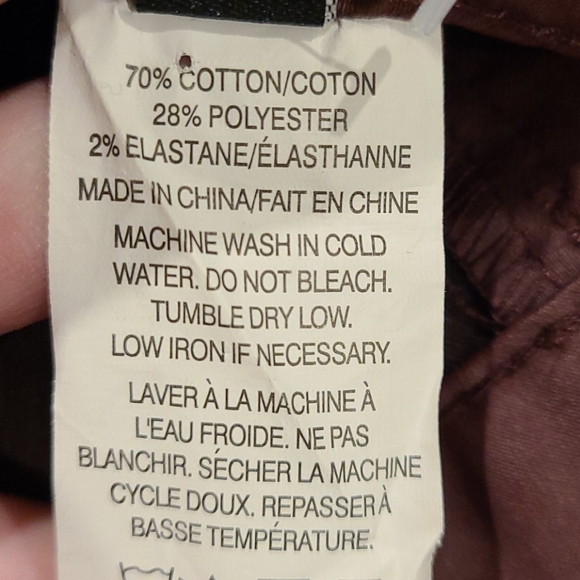 70% COTTON/COTON
28% POLYESTER
2% ELASTANE/ÉLASTHANNE
MADE IN CHINA/FAIT EN CHINE
MACHINE WASH IN COLD
WATER. DO NOT BLEACH.
TUMBLE DRY LOW.
LOW IRON IF NECESSARY.
LAVER À LA MACHINE À
L'EAU FROIDE. NE PAS
BLANCHIR. SÉCHER LA MACHINE
CYCLE DOUX. REPASSER À
BASSE TEMPÉRATURE.